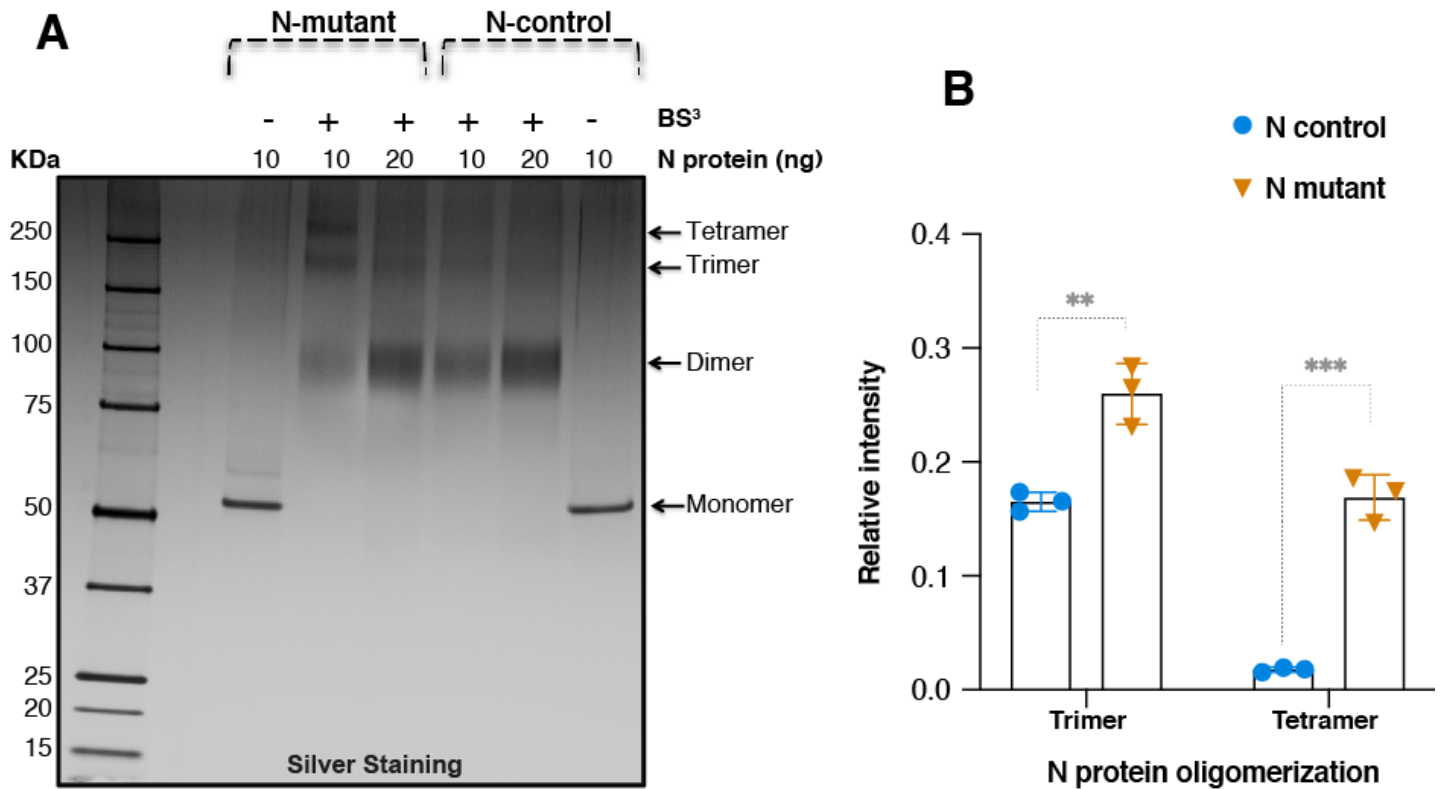 A
N-mutant N-control
- + + + + - BS³
KDa 10 10 20 10 20 10 N protein (ng)
250
150
100
75
50
37
25
20
15
Tetramer
Trimer
Dimer
Monomer
Silver Staining
B
N control
N mutant
Relative intensity
0.4
0.3
0.2
0.1
0.0
**
***
Trimer Tetramer
N protein oligomerization